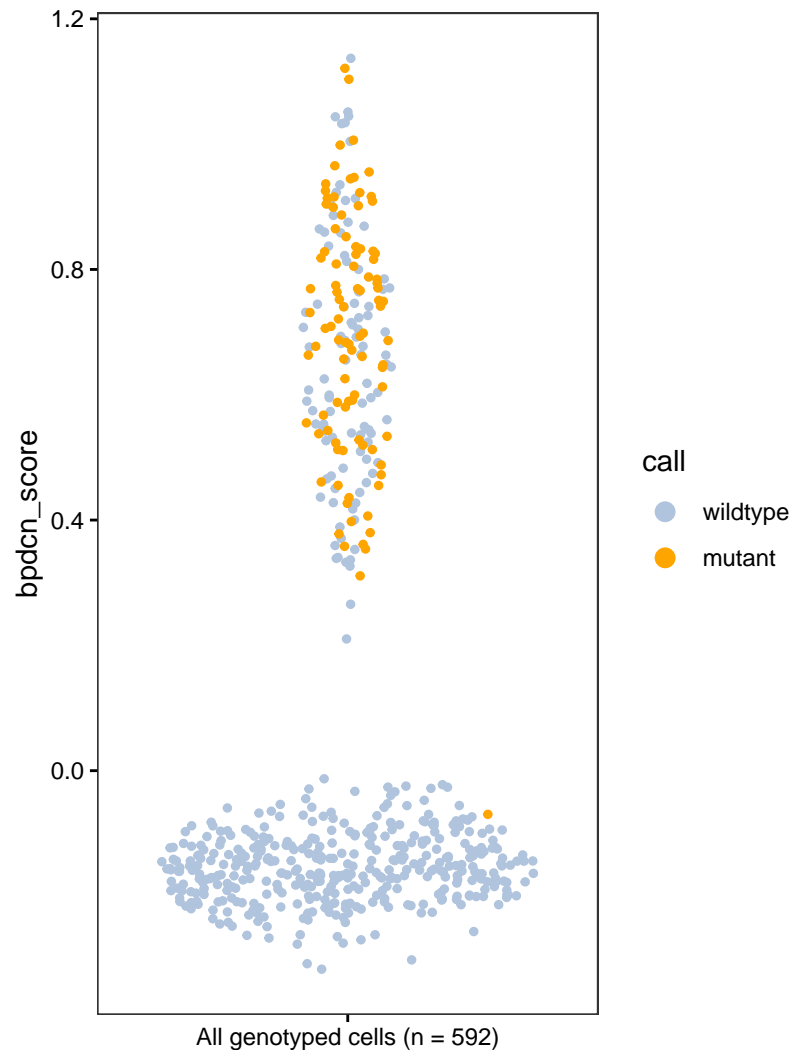 1.2
0.8
0.4
0.0
bpdcn_score
All genotyped cells (n = 592)
call
wildtype
mutant